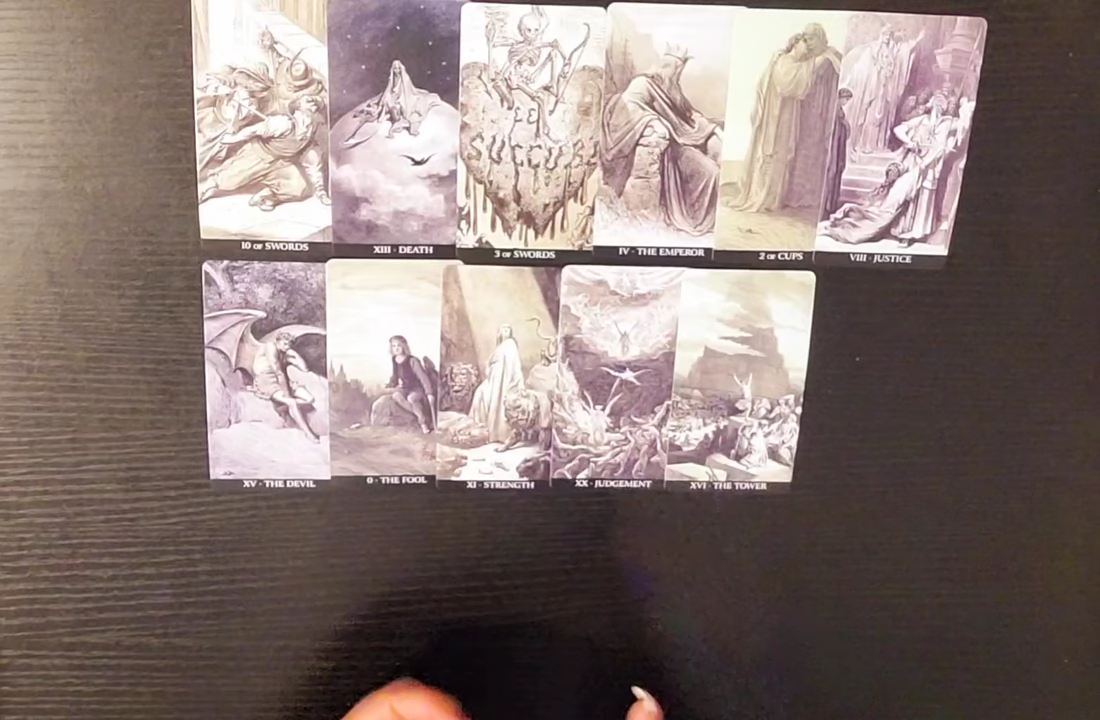 10 OF SWORDS
XIII · DEATH
3 OF SWORDS
IV · THE EMPEROR
2 OF CUPS
VIII · JUSTICE
XV · THE DEVIL
0 · THE FOOL
XI · STRENGTH
XX · JUDGEMENT
XVI · THE TOWER